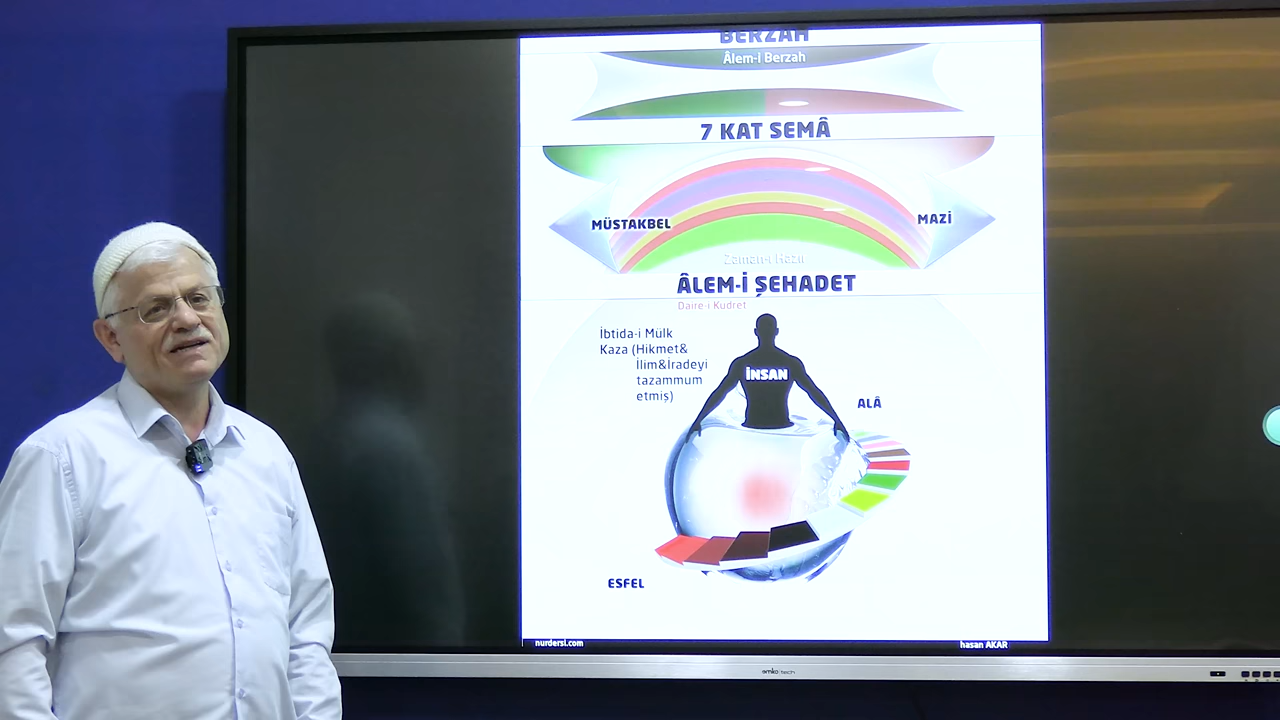 BERZAH
Âlem-i Berzah
7 KAT SEMÂ
MÜSTAKBEL
MAZİ
Zaman-ı Hazır
ÂLEM-İ ŞEHADET
Daire-i Kudret
İbtida-i Mülk
Kaza (Hikmet&
İlim&İradeyi
tazammum
etmiş)
İNSAN
ALÂ
ESFEL
nurdersi.com
hasan AKAR